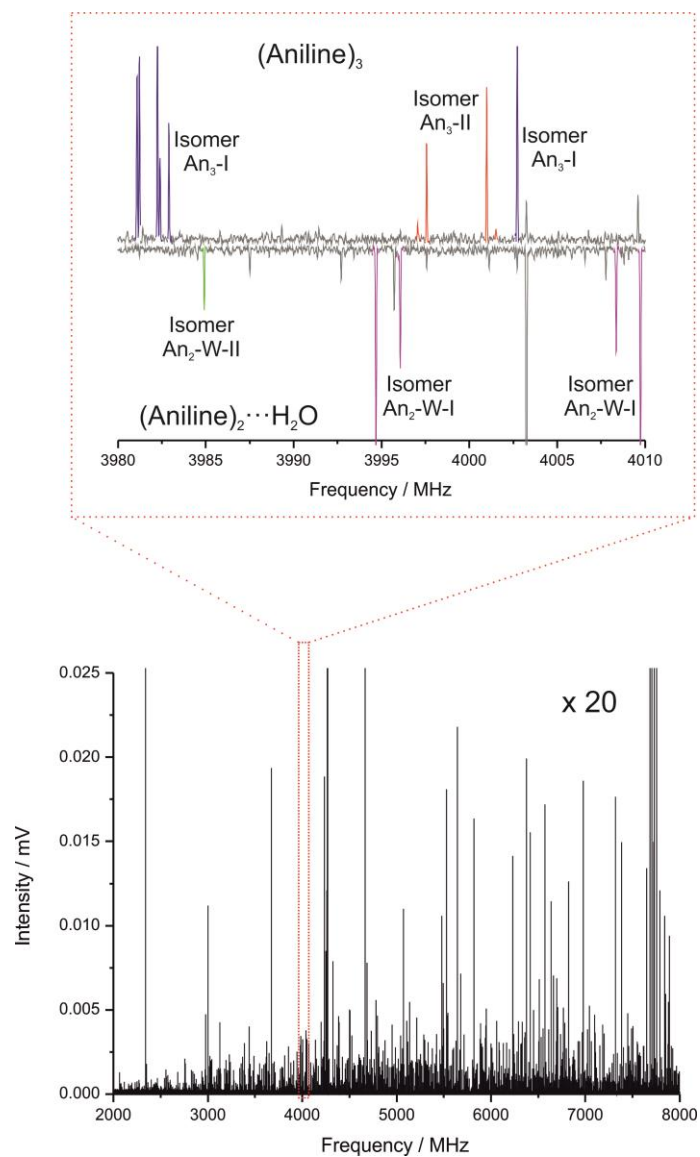 (Aniline)₃
Isomer
An₃-I
Isomer
An₃-II
Isomer
An₃-I
Isomer
An₂-W-II
Isomer
An₂-W-I
Isomer
An₂-W-I
(Aniline)₂⋯H₂O
3980 3985 3990 3995 4000 4005 4010
Frequency / MHz
x 20
0.025
0.020
0.015
0.010
0.005
0.000
Intensity / mV
2000 3000 4000 5000 6000 7000 8000
Frequency / MHz